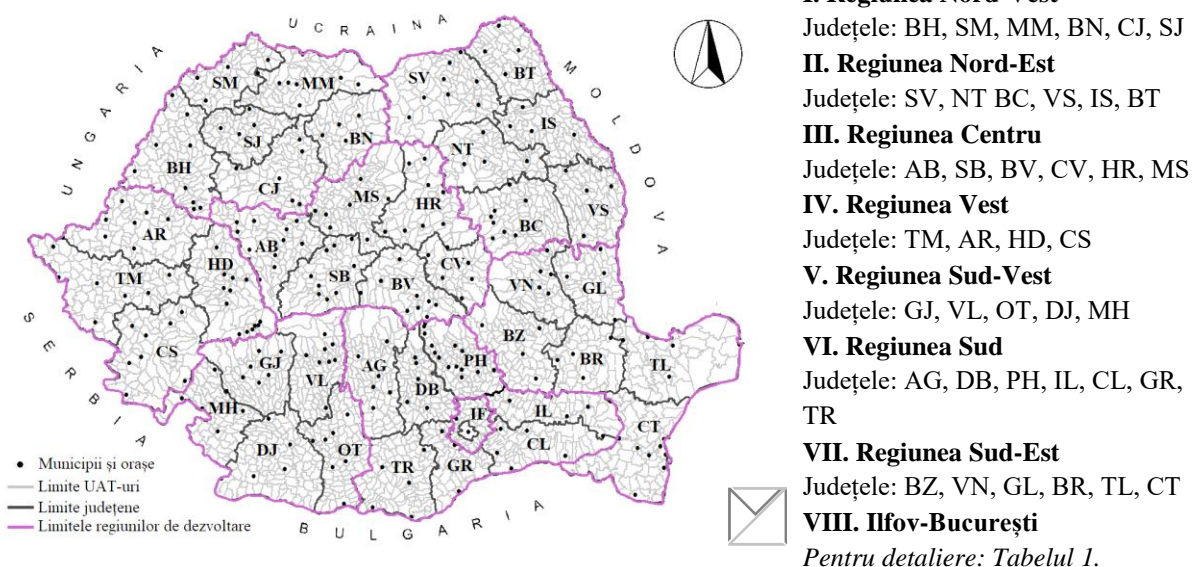 UCRAINA
MOLDOVA
UNGARIA
SERBIA
BULGARIA
SM
MM
SV
BT
SJ
BN
IS
NT
BH
CJ
MS
HR
VS
BC
AR
AB
HD
TM
SB
BV
CV
VN
GL
CS
GJ
VL
AG
PH
BZ
BR
TL
DB
MH
IF
IL
CT
DJ
OT
TR
GR
CL
Municipii și orașe
Limite UAT-uri
Limite județene
Limitele regiunilor de dezvoltare
I. Regiunea Nord-Vest
Județele: BH, SM, MM, BN, CJ, SJ
II. Regiunea Nord-Est
Județele: SV, NT BC, VS, IS, BT
III. Regiunea Centru
Județele: AB, SB, BV, CV, HR, MS
IV. Regiunea Vest
Județele: TM, AR, HD, CS
V. Regiunea Sud-Vest
Județele: GJ, VL, OT, DJ, MH
VI. Regiunea Sud
Județele: AG, DB, PH, IL, CL, GR,
TR
VII. Regiunea Sud-Est
Județele: BZ, VN, GL, BR, TL, CT
VIII. Ilfov-București
Pentru detaliere: Tabelul 1.